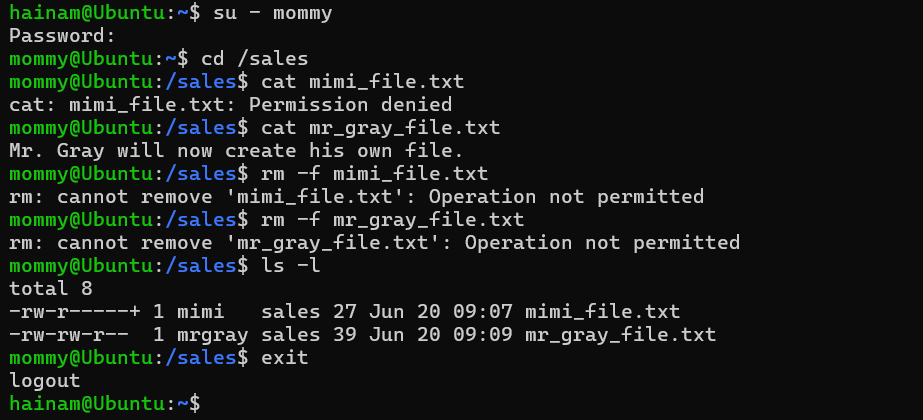 hainam@Ubuntu:~$ su - mommy
Password:
mommy@Ubuntu:~$ cd /sales
mommy@Ubuntu:/sales$ cat mimi_file.txt
cat: mimi_file.txt: Permission denied
mommy@Ubuntu:/sales$ cat mr_gray_file.txt
Mr. Gray will now create his own file.
mommy@Ubuntu:/sales$ rm -f mimi_file.txt
rm: cannot remove 'mimi_file.txt': Operation not permitted
mommy@Ubuntu:/sales$ rm -f mr_gray_file.txt
rm: cannot remove 'mr_gray_file.txt': Operation not permitted
mommy@Ubuntu:/sales$ ls -l
total 8
-rw-r-----+ 1 mimi   sales 27 Jun 20 09:07 mimi_file.txt
-rw-rw-r--  1 mrgray sales 39 Jun 20 09:09 mr_gray_file.txt
mommy@Ubuntu:/sales$ exit
logout
hainam@Ubuntu:~$